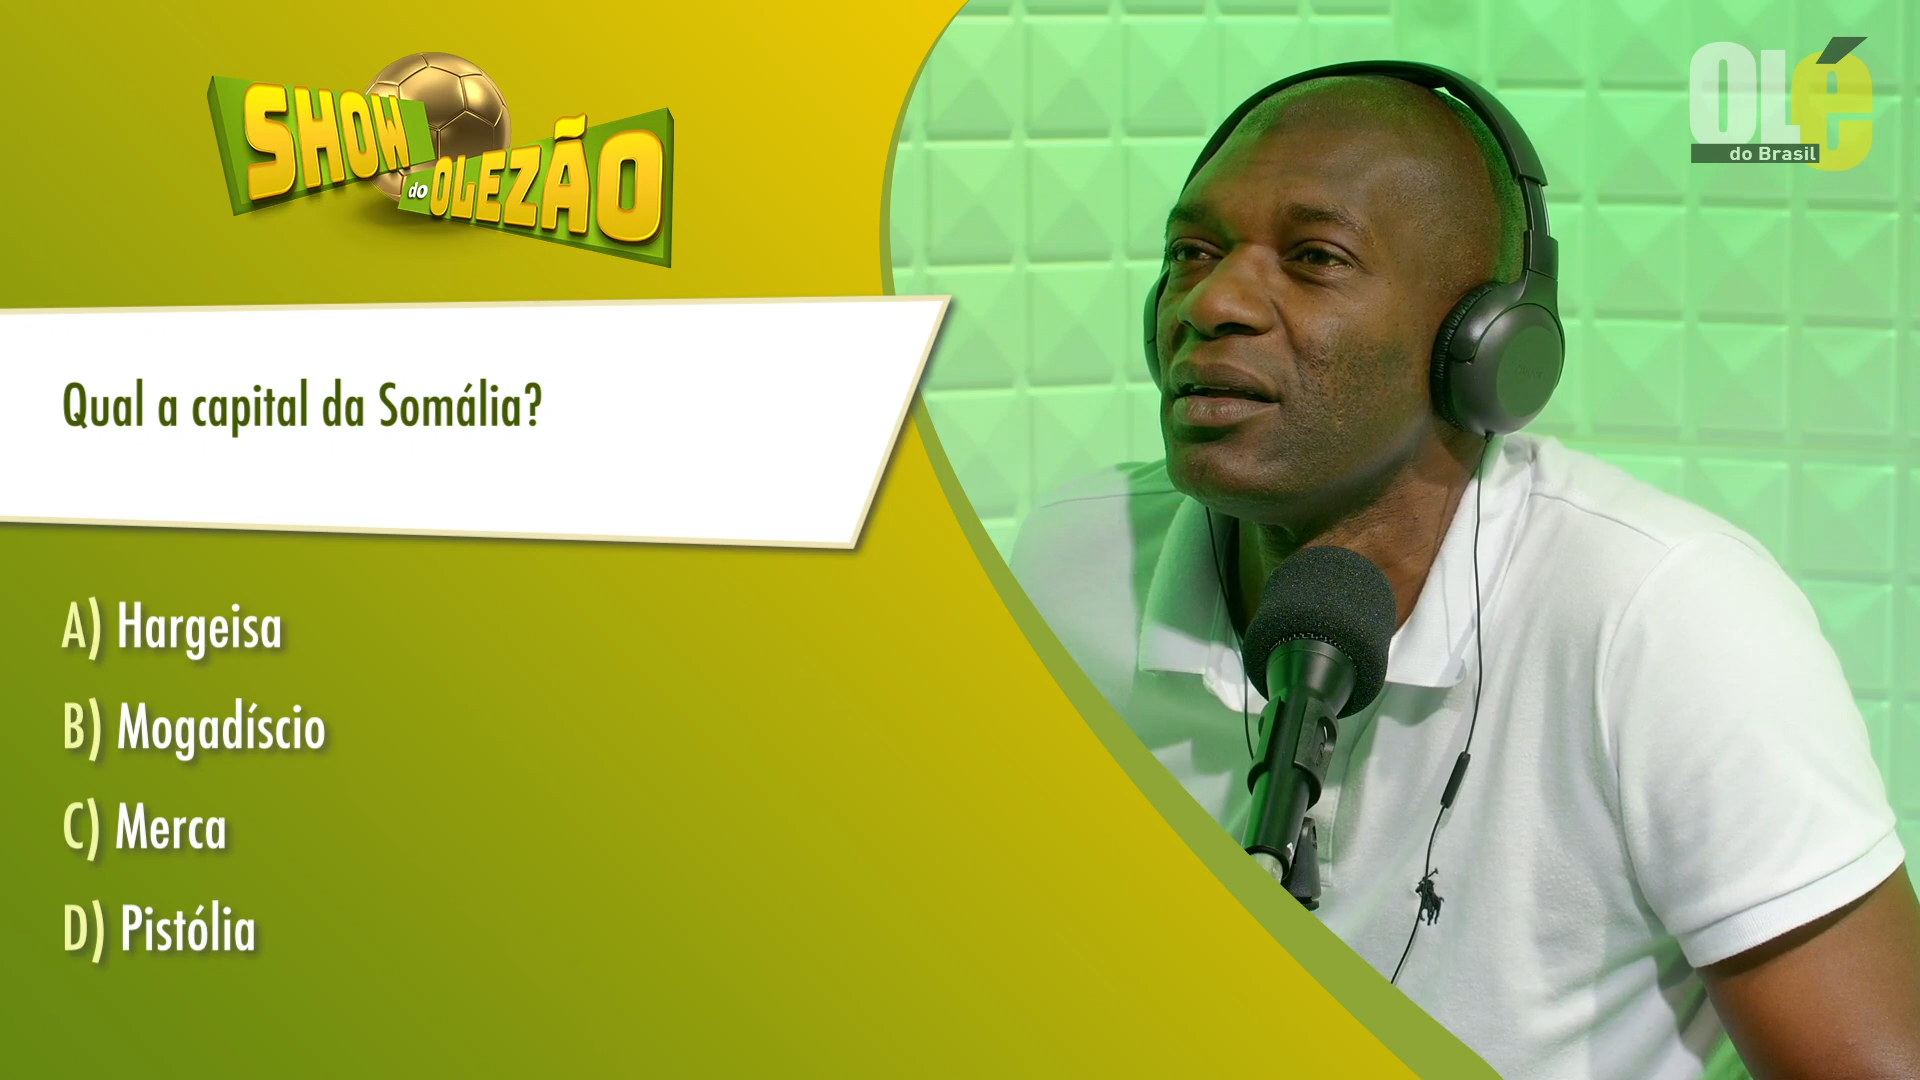 SHOW
do OLEZÃO
OLé
do Brasil
Qual a capital da Somália?
A) Hargeisa
B) Mogadíscio
C) Merca
D) Pistólia